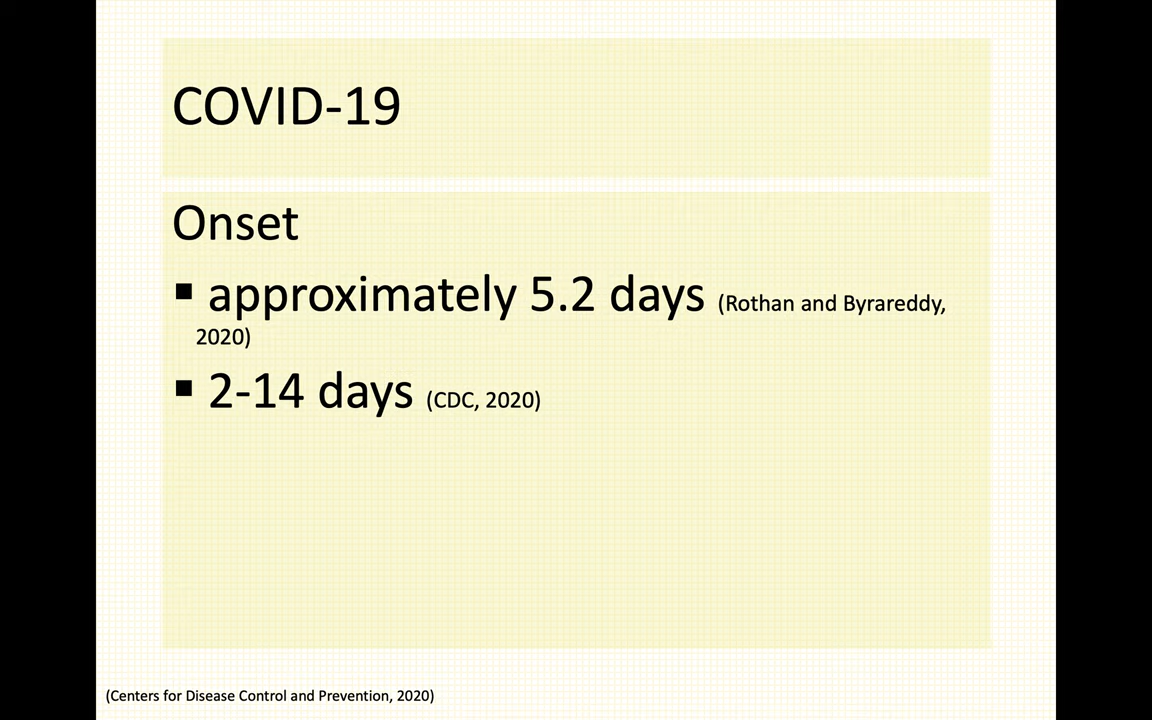 COVID-19
Onset
▪ approximately 5.2 days (Rothan and Byrareddy,
2020)
▪ 2-14 days (CDC, 2020)
(Centers for Disease Control and Prevention, 2020)